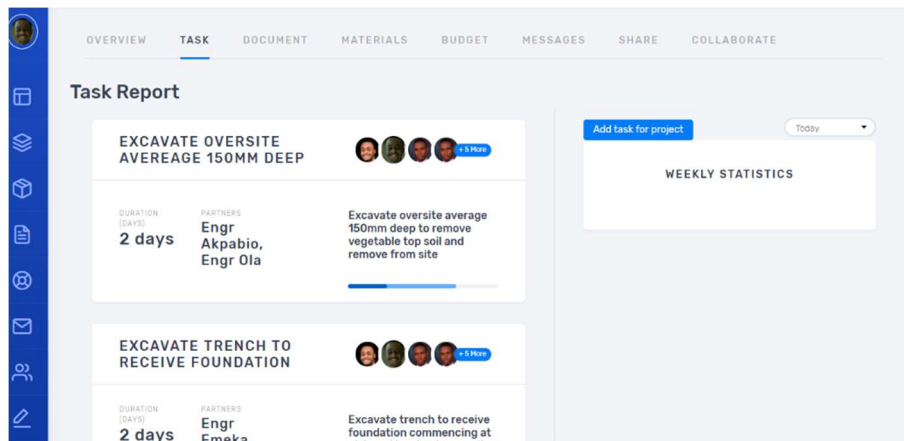 OVERVIEW TASK DOCUMENT MATERIALS BUDGET MESSAGES SHARE COLLABORATE
Task Report
EXCAVATE OVERSITE
AVEREAGE 150MM DEEP
+ 5 More
DURATION
(DAYS)
2 days
PARTNERS
Engr
Akpabio,
Engr Ola
Excavate oversite average
150mm deep to remove
vegetable top soil and
remove from site
EXCAVATE TRENCH TO
RECEIVE FOUNDATION
+ 5 More
DURATION
(DAYS)
2 days
PARTNERS
Engr
Emeka
Excavate trench to receive
foundation commencing at
Add task for project
Today
WEEKLY STATISTICS